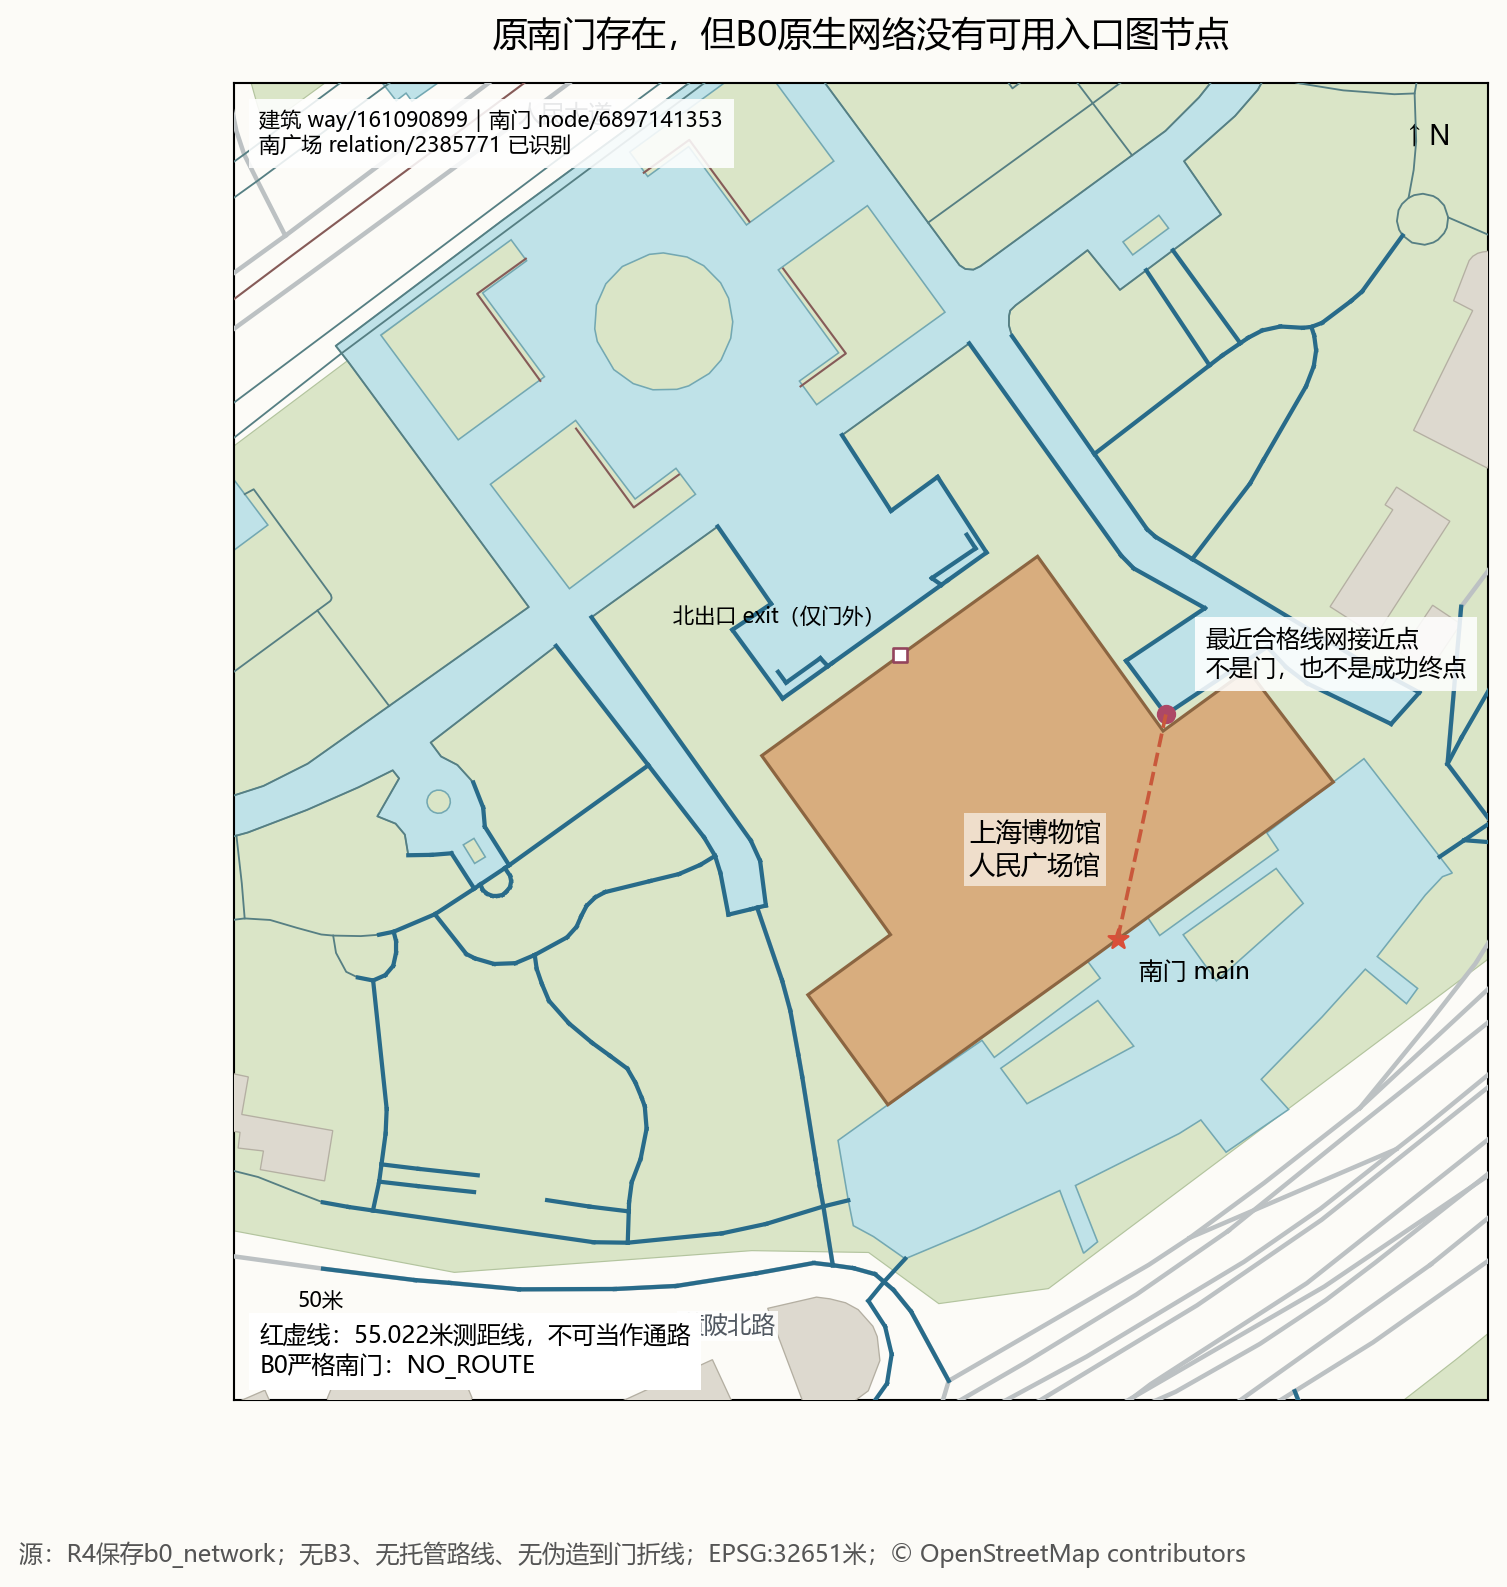 原南门存在，但B0原生网络没有可用入口图节点
建筑 way/161090899 | 南门 node/6897141353
南广场 relation/2385771 已识别
↑ N
北出口 exit（仅门外）
最近合格线网接近点
不是门，也不是成功终点
上海博物馆
人民广场馆
南门 main
50米
陂北路
红虚线：55.022米测距线，不可当作通路
B0严格南门：NO_ROUTE
源：R4保存b0_network；无B3、无托管路线、无伪造到门折线；EPSG:32651米；© OpenStreetMap contributors